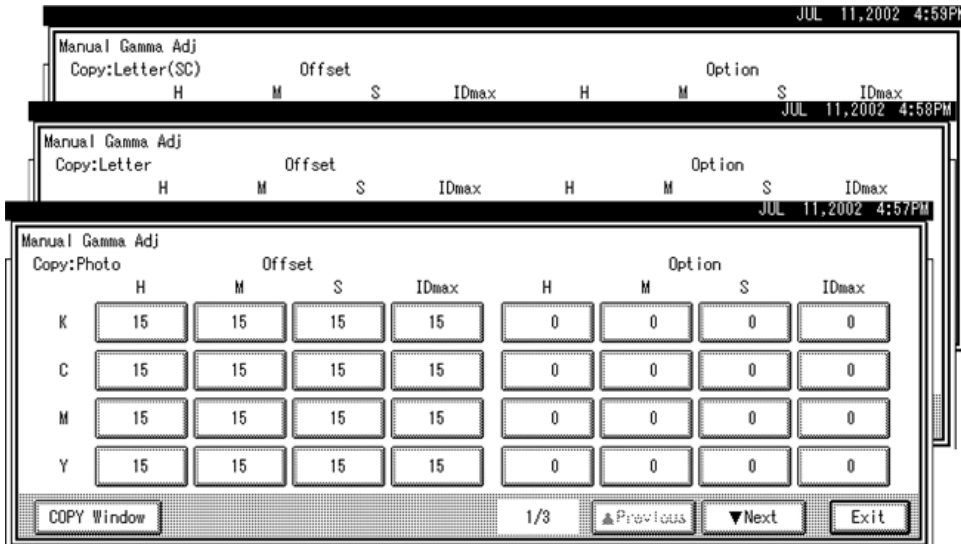 JUL 11,2002 4:59PM
Manual Gamma Adj
Copy:Letter(SC) Offset Option
H M S IDmax H M S IDmax
JUL 11,2002 4:58PM
Manual Gamma Adj
Copy:Letter Offset Option
H M S IDmax H M S IDmax
JUL 11,2002 4:57PM
Manual Gamma Adj
Copy:Photo Offset Option
H M S IDmax H M S IDmax
K 15 15 15 15 0 0 0 0
C 15 15 15 15 0 0 0 0
M 15 15 15 15 0 0 0 0
Y 15 15 15 15 0 0 0 0
COPY Window 1/3 ▲Previous ▼Next Exit